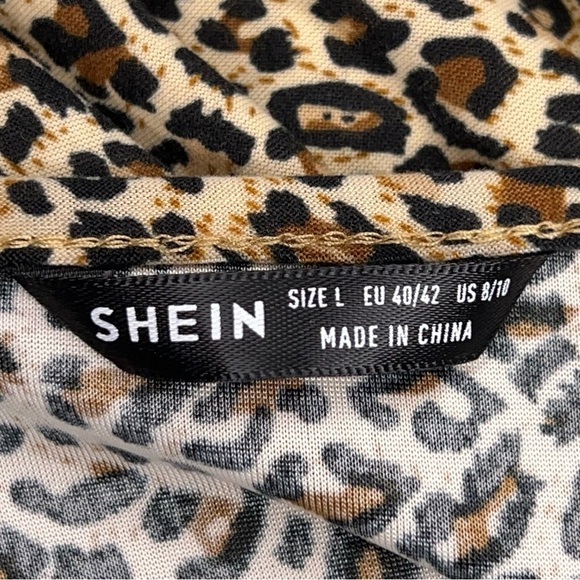 SHEIN
SIZE L EU 40/42 US 8/10
MADE IN CHINA